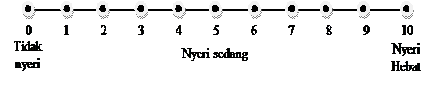 0 1 2 3 4 5 6 7 8 9 10
Tidak Nyeri sedang Nyeri
nyeri Hebat